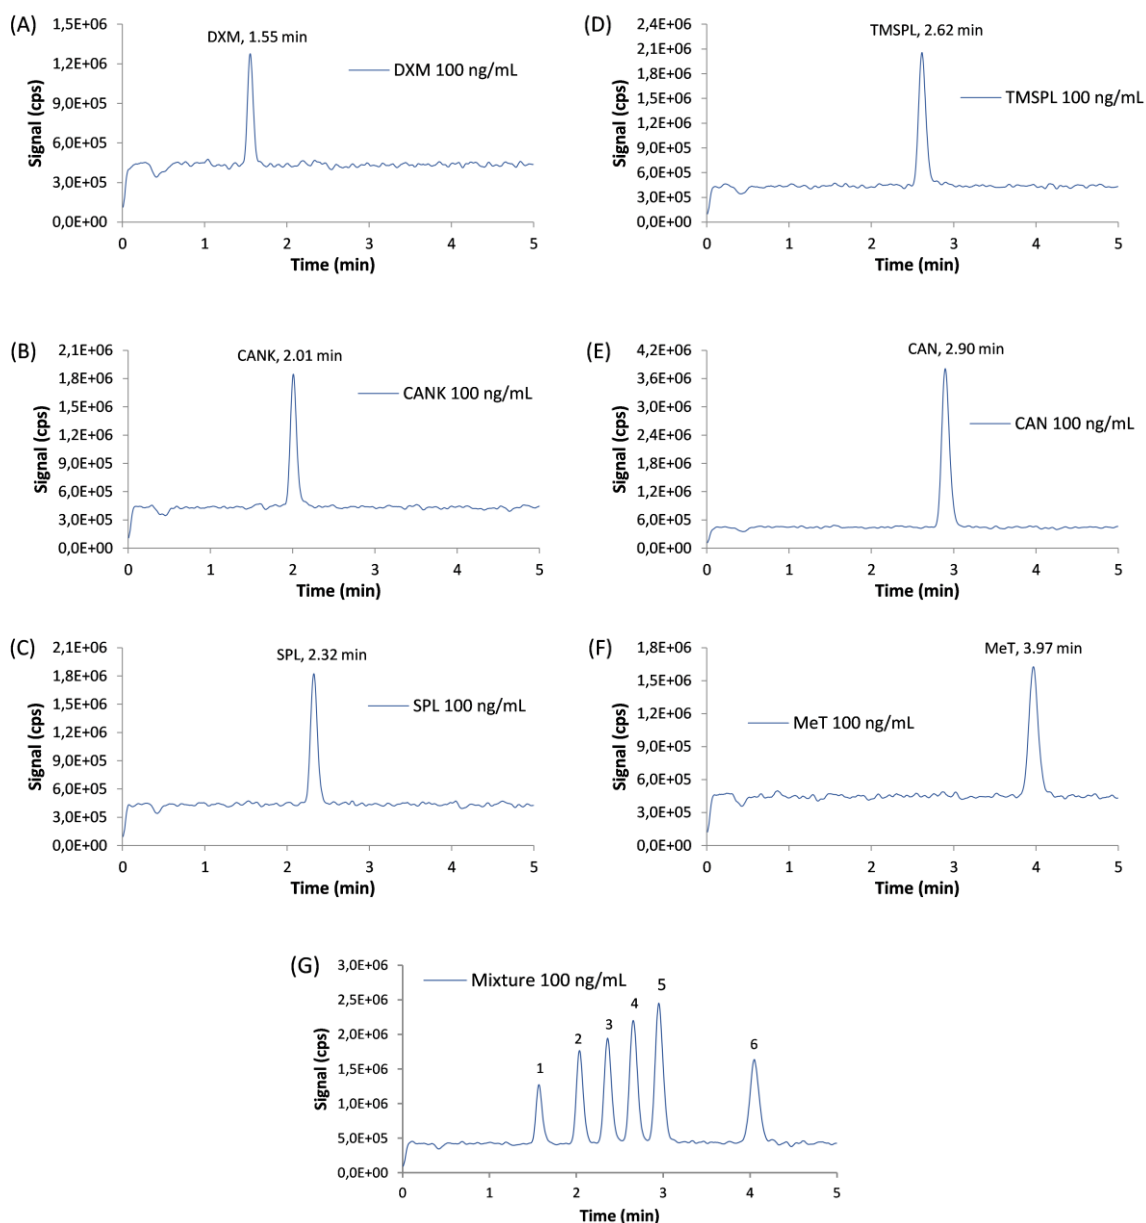 (A)
1,5E+06
1,2E+06
9,0E+05
6,0E+05
3,0E+05
0,0E+00
Signal (cps)
DXM, 1.55 min
DXM 100 ng/mL
0 1 2 3 4 5
Time (min)
(D)
2,4E+06
2,1E+06
1,8E+06
1,5E+06
1,2E+06
9,0E+05
6,0E+05
3,0E+05
0,0E+00
Signal (cps)
TMSPL, 2.62 min
TMSPL 100 ng/mL
0 1 2 3 4 5
Time (min)
(B)
2,1E+06
1,8E+06
1,5E+06
1,2E+06
9,0E+05
6,0E+05
3,0E+05
0,0E+00
Signal (cps)
CANK, 2.01 min
CANK 100 ng/mL
0 1 2 3 4 5
Time (min)
(E)
4,2E+06
3,6E+06
3,0E+06
2,4E+06
1,8E+06
1,2E+06
6,0E+05
0,0E+00
Signal (cps)
CAN, 2.90 min
CAN 100 ng/mL
0 1 2 3 4 5
Time (min)
(C)
2,1E+06
1,8E+06
1,5E+06
1,2E+06
9,0E+05
6,0E+05
3,0E+05
0,0E+00
Signal (cps)
SPL, 2.32 min
SPL 100 ng/mL
0 1 2 3 4 5
Time (min)
(F)
1,8E+06
1,5E+06
1,2E+06
9,0E+05
6,0E+05
3,0E+05
0,0E+00
Signal (cps)
MeT, 3.97 min
MeT 100 ng/mL
0 1 2 3 4 5
Time (min)
(G)
3,0E+06
2,5E+06
2,0E+06
1,5E+06
1,0E+06
5,0E+05
0,0E+00
Signal (cps)
Mixture 100 ng/mL
1 2 3 4 5 6
0 1 2 3 4 5
Time (min)